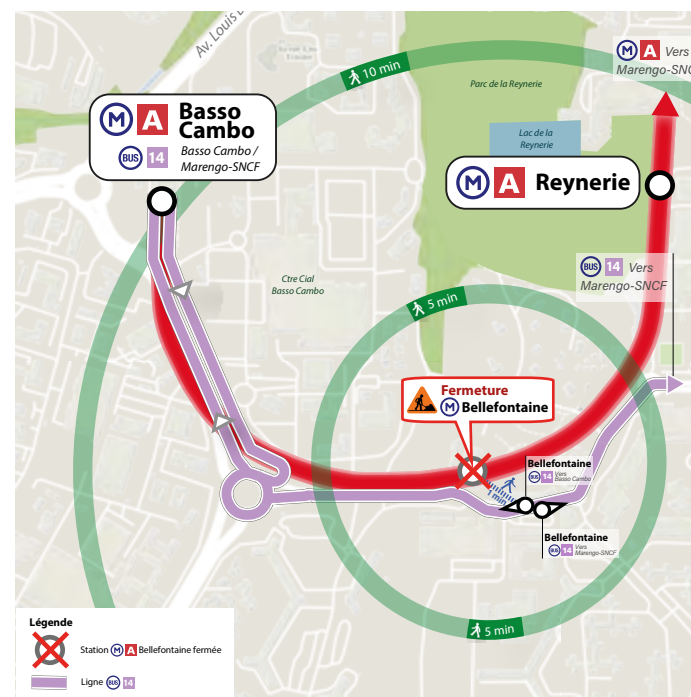 Av. Louis
10 min
M A Vers
Marengo-SNC
Parc de la Reynerie
M A Basso
Cambo
BUS 14 Basso Cambo /
Marengo-SNCF
Lac de la
Reynerie
M A Reynerie
BUS 14 Vers
Marengo-SNCF
Ctre Cial
Basso Cambo
5 min
Fermeture
M Bellefontaine
1 min
Bellefontaine
BUS 14 Vers
Basso Cambo
Bellefontaine
BUS 14 Vers
Marengo-SNCF
5 min
Légende
Station M A Bellefontaine fermée
Ligne BUS 14